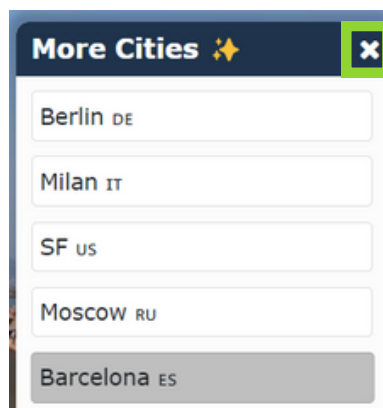 More Cities ✨
Berlin DE
Milan IT
SF US
Moscow RU
Barcelona ES